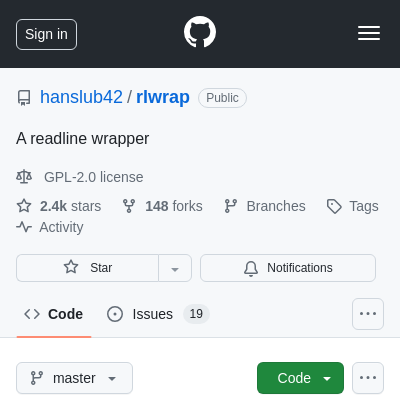 Sign in
hanslub42 / rlwrap Public
A readline wrapper
GPL-2.0 license
2.4k stars 148 forks Branches Tags
Activity
Star Notifications
Code Issues 19
master Code